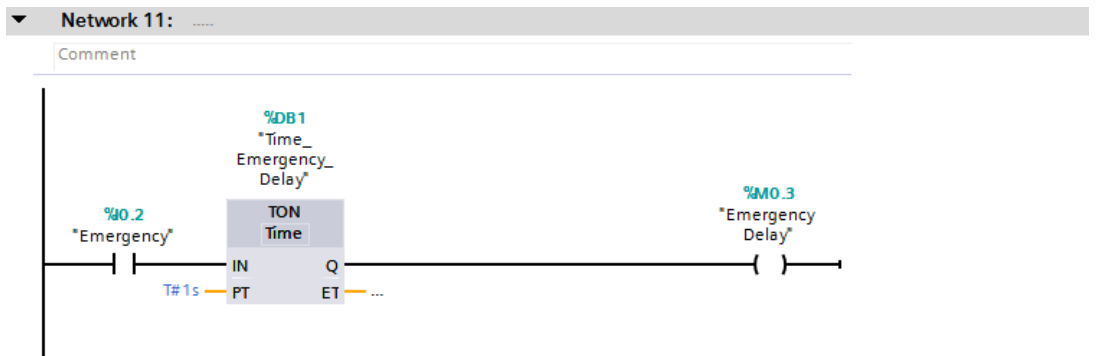 Network 11: .....
Comment
%DB1
"Time_
Emergency_
Delay"
%I0.2
"Emergency"
TON
Time
%M0.3
"Emergency
Delay"
IN Q
T#1s PT ET ...